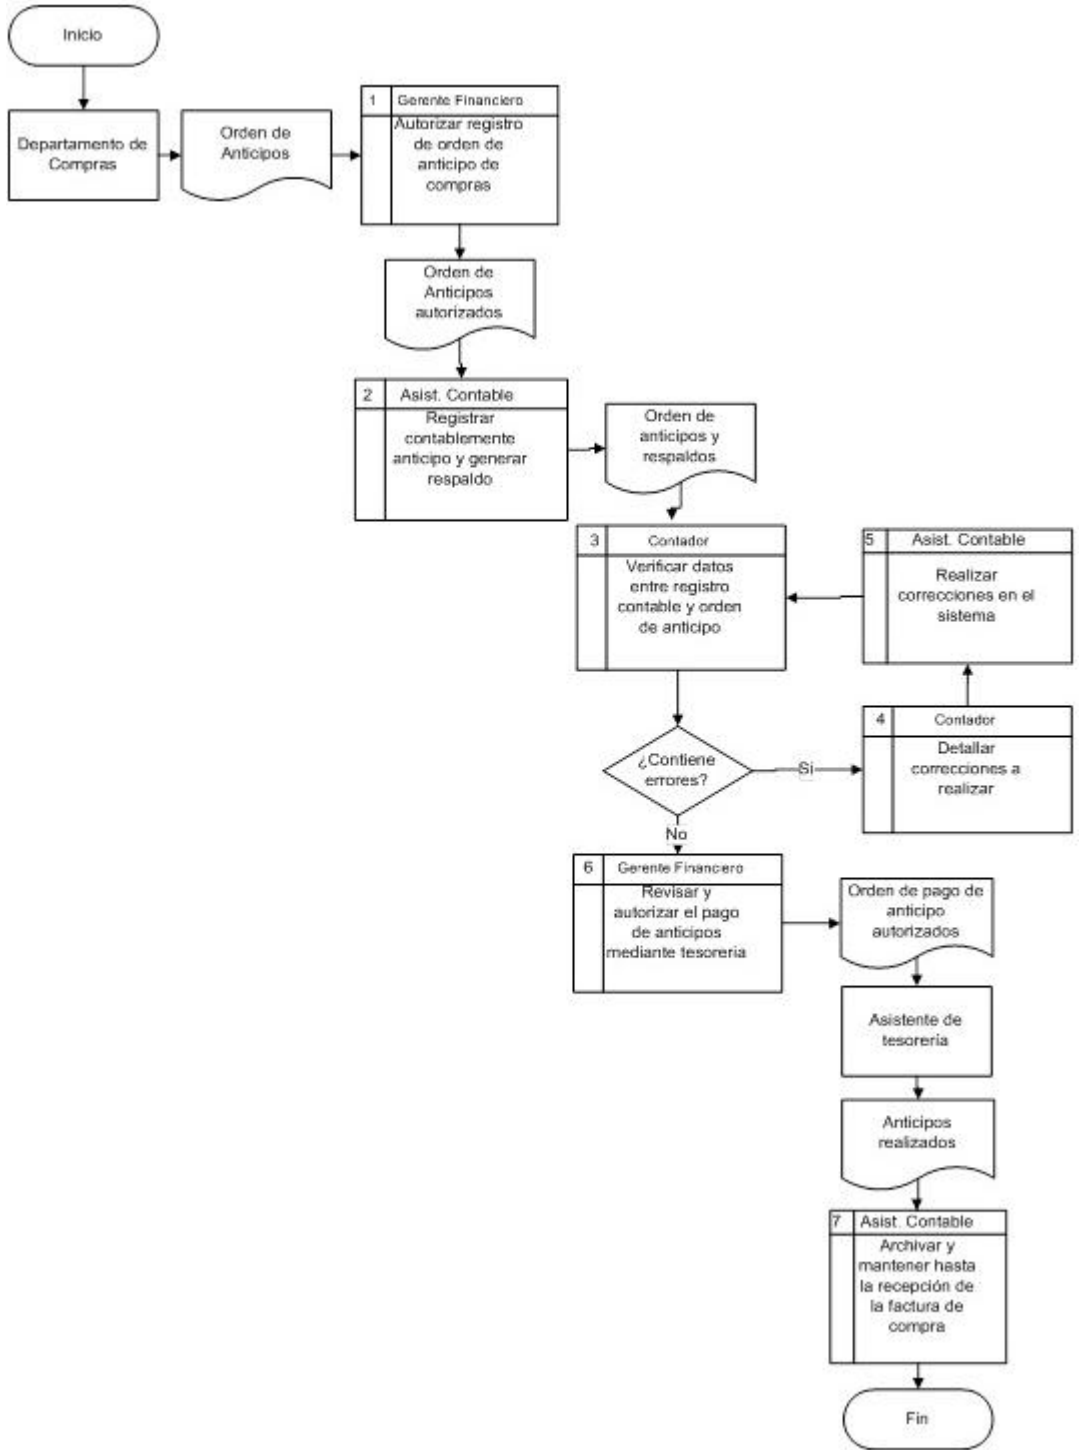 Inicio
Departamento de
Compras
Orden de
Anticipos
1 Gerente Financiero
Autorizar registro
de orden de
anticipo de
compras
Orden de
Anticipos
autorizados
2 Asist. Contable
Registrar
contablemente
anticipo y generar
respaldo
Orden de
anticipos y
respaldos
3 Contador
Verificar datos
entre registro
contable y orden
de anticipo
5 Asist. Contable
Realizar
correcciones en el
sistema
4 Contador
Detallar
correcciones a
realizar
¿Contiene
errores?
Si
No
6 Gerente Financiero
Revisar y
autorizar el pago
de anticipos
mediante tesoreria
Orden de pago de
anticipo
autorizados
Asistente de
tesorería
Anticipos
realizados
7 Asist. Contable
Archivar y
mantener hasta
la recepción de
la factura de
compra
Fin